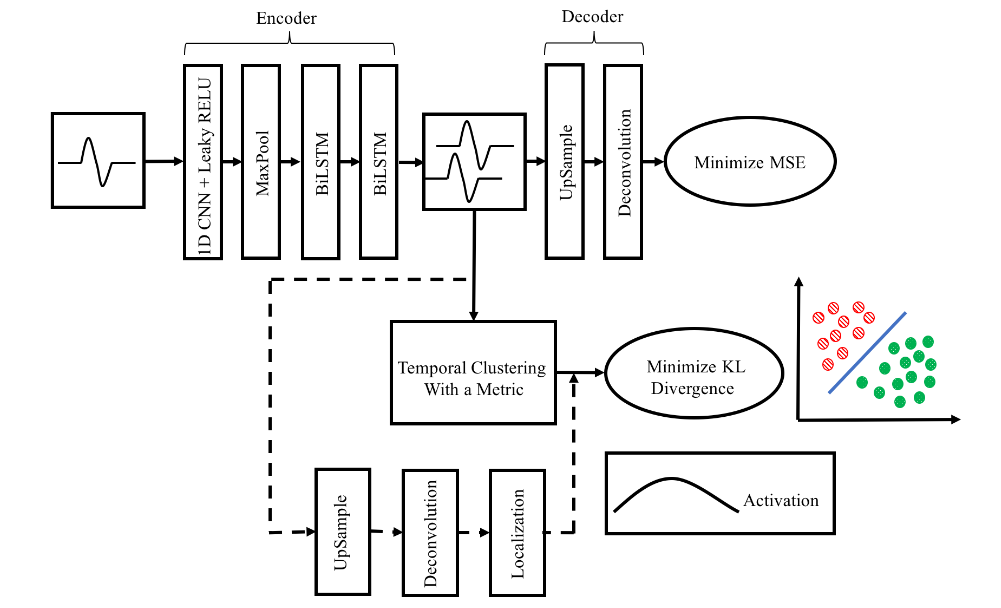 Encoder
Decoder
1D CNN + Leaky RELU
MaxPool
BiLSTM
BiLSTM
UpSample
Deconvolution
Minimize MSE
Temporal Clustering
With a Metric
Minimize KL
Divergence
UpSample
Deconvolution
Localization
Activation